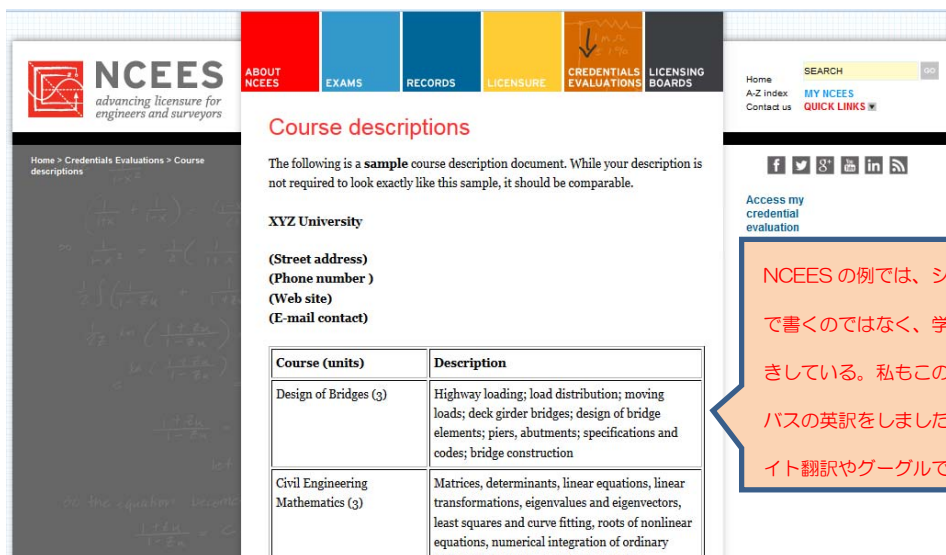 NCEES
advancing licensure for
engineers and surveyors
ABOUT
NCEES
EXAMS
RECORDS
LICENSURE
CREDENTIALS
EVALUATIONS
LICENSING
BOARDS
Home
A-Z index
Contact us
SEARCH
GO
MY NCEES
QUICK LINKS
Home > Credentials Evaluations > Course
descriptions
Course descriptions
The following is a sample course description document. While your description is
not required to look exactly like this sample, it should be comparable.
XYZ University
(Street address)
(Phone number )
(Web site)
(E-mail contact)
Course (units)
Description
Design of Bridges (3)
Highway loading; load distribution; moving
loads; deck girder bridges; design of bridge
elements; piers, abutments; specifications and
codes; bridge construction
Civil Engineering
Mathematics (3)
Matrices, determinants, linear equations, linear
transformations, eigenvalues and eigenvectors,
least squares and curve fitting, roots of nonlinear
equations, numerical integration of ordinary
Access my
credential
evaluation
NCEES の例では、シ
で書くのではなく、学
きしている。私もこの
バスの英訳をしました
イト翻訳やグーグルで